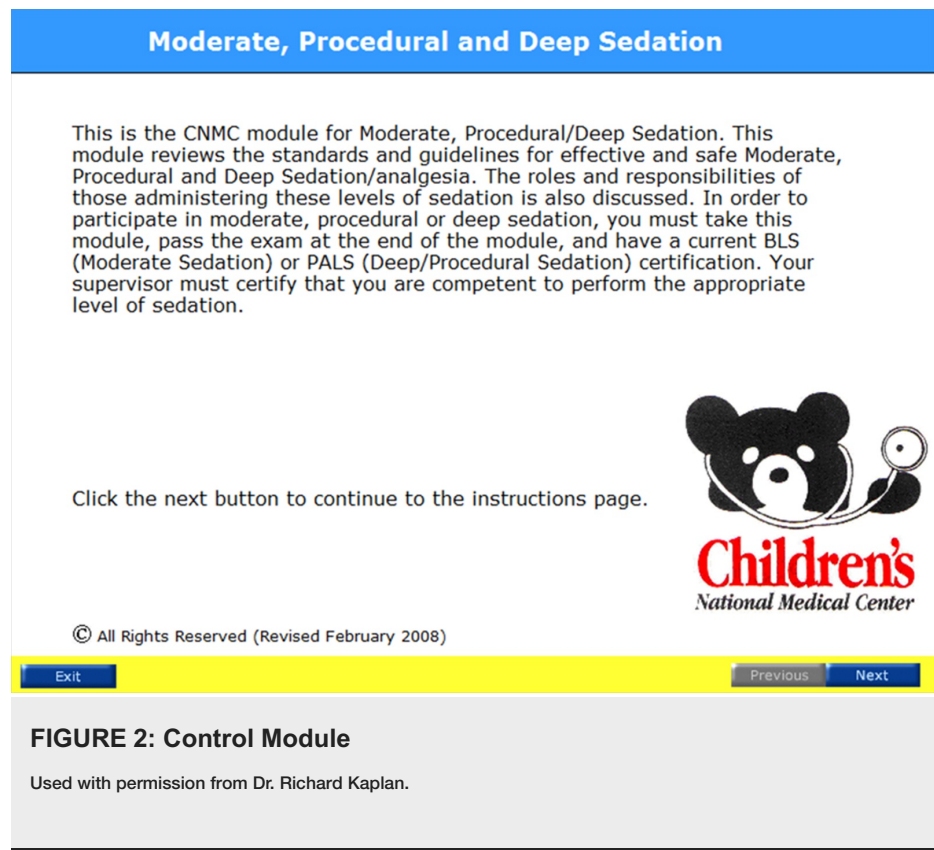 Moderate, Procedural and Deep Sedation
This is the CNMC module for Moderate, Procedural/Deep Sedation. This
module reviews the standards and guidelines for effective and safe Moderate,
Procedural and Deep Sedation/analgesia. The roles and responsibilities of
those administering these levels of sedation is also discussed. In order to
participate in moderate, procedural or deep sedation, you must take this
module, pass the exam at the end of the module, and have a current BLS
(Moderate Sedation) or PALS (Deep/Procedural Sedation) certification. Your
supervisor must certify that you are competent to perform the appropriate
level of sedation.
Click the next button to continue to the instructions page.
Children's
National Medical Center
© All Rights Reserved (Revised February 2008)
Exit
Previous
Next
FIGURE 2: Control Module
Used with permission from Dr. Richard Kaplan.